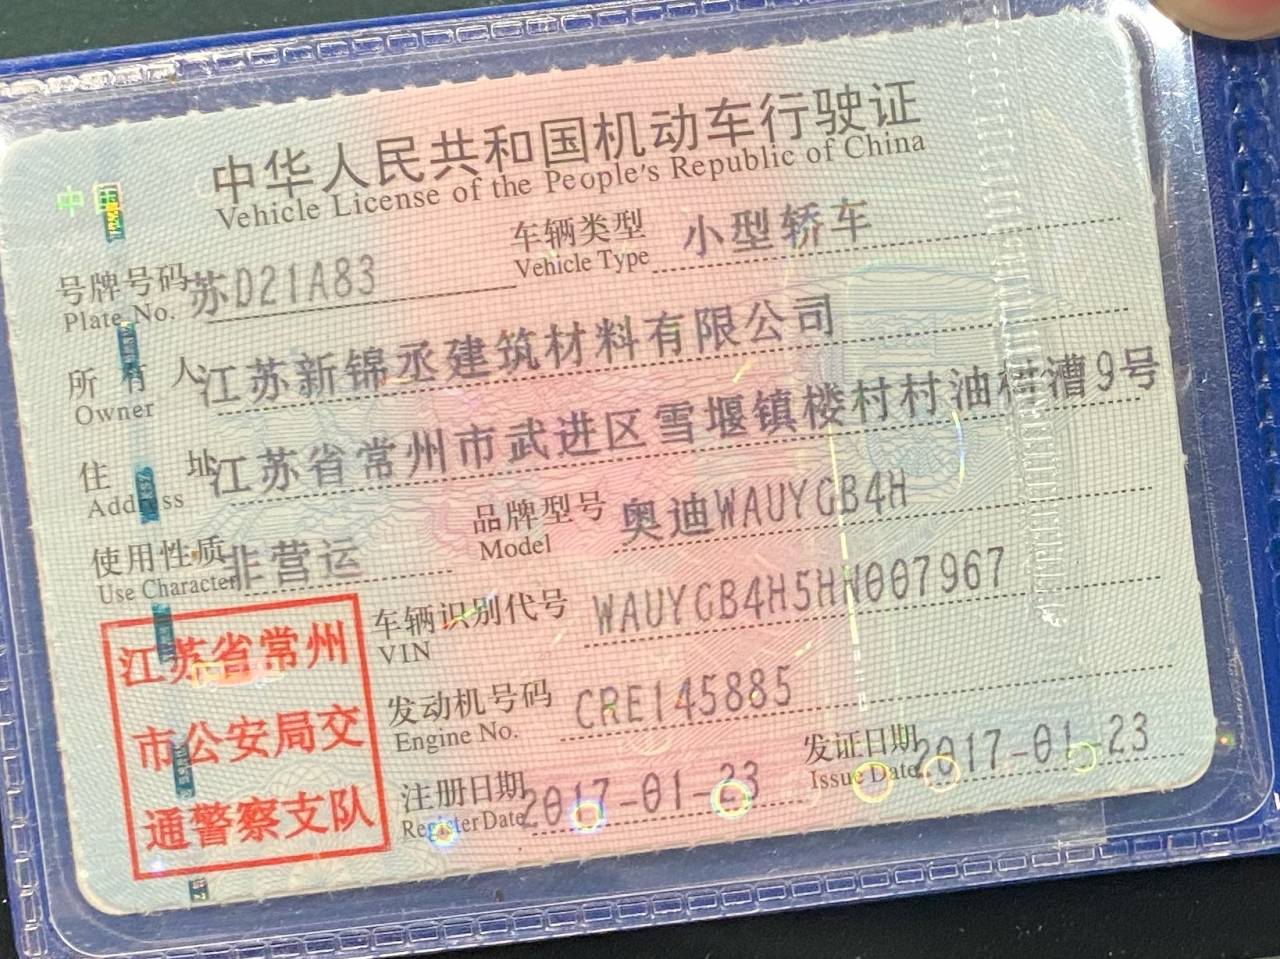 中国
中华人民共和国机动车行驶证
Vehicle License of the People's Republic of China
号牌号码 苏D21A83 车辆类型 小型轿车
Plate No. Vehicle Type
所有人 江苏新锦丞建筑材料有限公司
Owner
住址 江苏省常州市武进区雪堰镇楼村村油树漕9号
Address
使用性质 非营运 品牌型号 奥迪WAUYGB4H
Use Character Model
江苏省常州
市公安局交
通警察支队
车辆识别代号 WAUYGB4H5HN007967
VIN
发动机号码 CRE145885
Engine No.
注册日期 2017-01-23 发证日期 2017-01-23
Register Date Issue Date